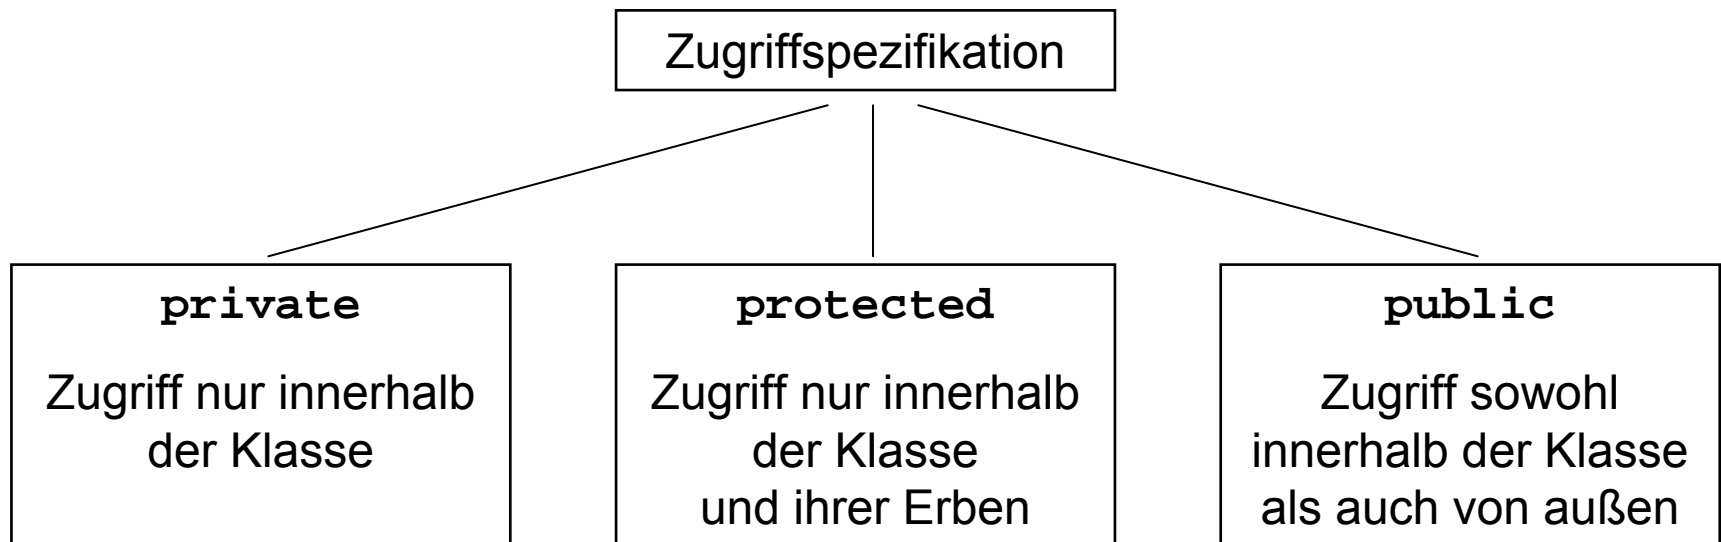 Zugriffspezifikation
private
Zugriff nur innerhalb
der Klasse
protected
Zugriff nur innerhalb
der Klasse
und ihrer Erben
public
Zugriff sowohl
innerhalb der Klasse
als auch von außen